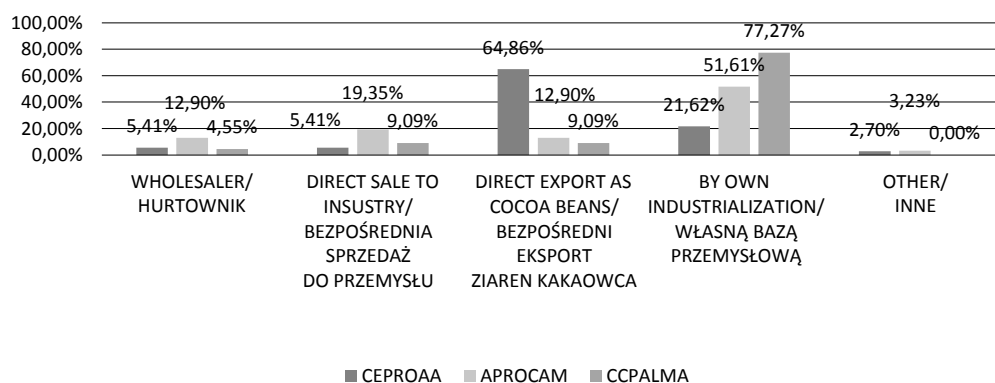 100,00%
80,00%
60,00%
40,00%
20,00%
0,00%
5,41%
12,90%
4,55%
5,41%
19,35%
9,09%
64,86%
12,90%
9,09%
21,62%
51,61%
77,27%
2,70%
3,23%
0,00%
WHOLESALER/
HURTOWNIK
DIRECT SALE TO
INSUSTRY/
BEZPOŚREDNIA
SPRZEDAŻ
DO PRZEMYSŁU
DIRECT EXPORT AS
COCOA BEANS/
BEZPOŚREDNI
EKSPORT
ZIAREN KAKAOWCA
BY OWN
INDUSTRIALIZATION/
WŁASNĄ BAZĄ
PRZEMYSŁOWĄ
OTHER/
INNE
CEPROAA APROCAM CCPALMA